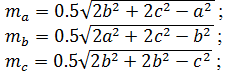 m_a = 0.5√(2b² + 2c² − a²) ;
m_b = 0.5√(2a² + 2c² − b²) ;
m_c = 0.5√(2b² + 2b² − c²) ;